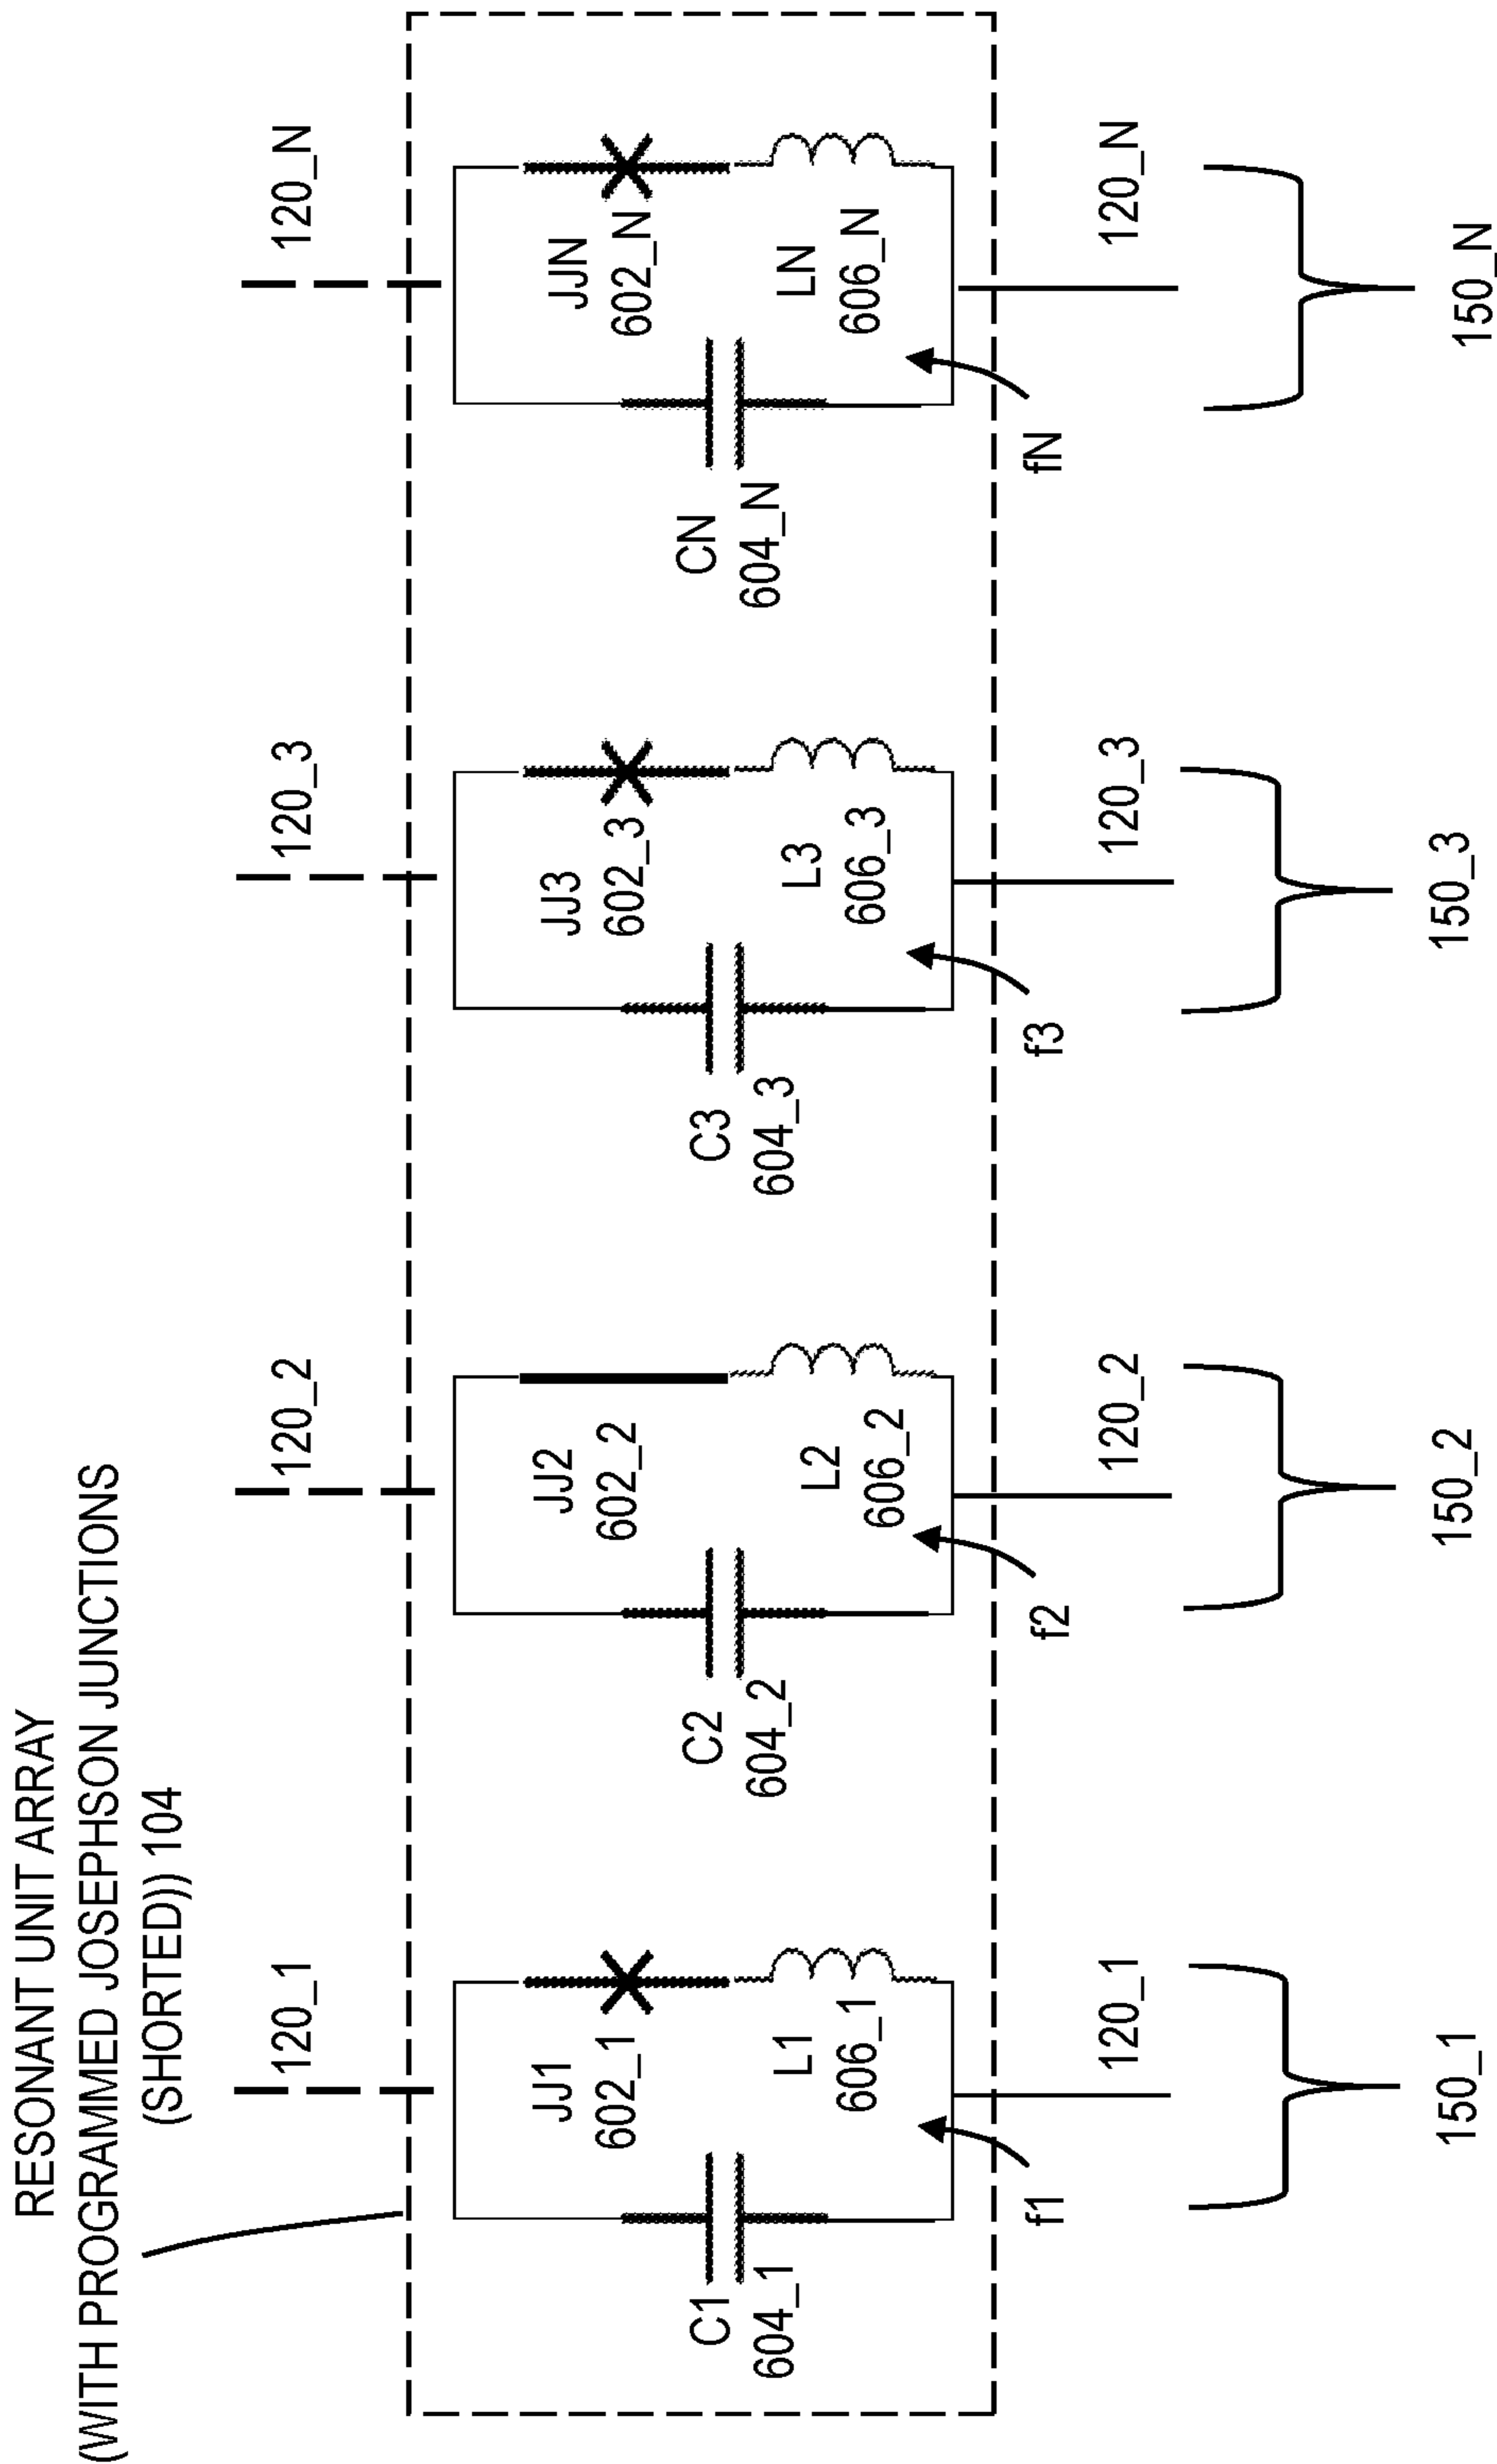 RESONANT UNIT ARRAY
(WITH PROGRAMMED JOSEPHSON JUNCTIONS
(SHORTED)) 104
120_1
120_2
120_3
120_N
JJ1
602_1
C1
604_1
L1
606_1
JJ2
602_2
C2
604_2
L2
606_2
JJ3
602_3
C3
604_3
L3
606_3
JJN
602_N
CN
604_N
LN
606_N
f1
120_1
f2
120_2
f3
120_3
fN
120_N
150_1
150_2
150_3
150_N